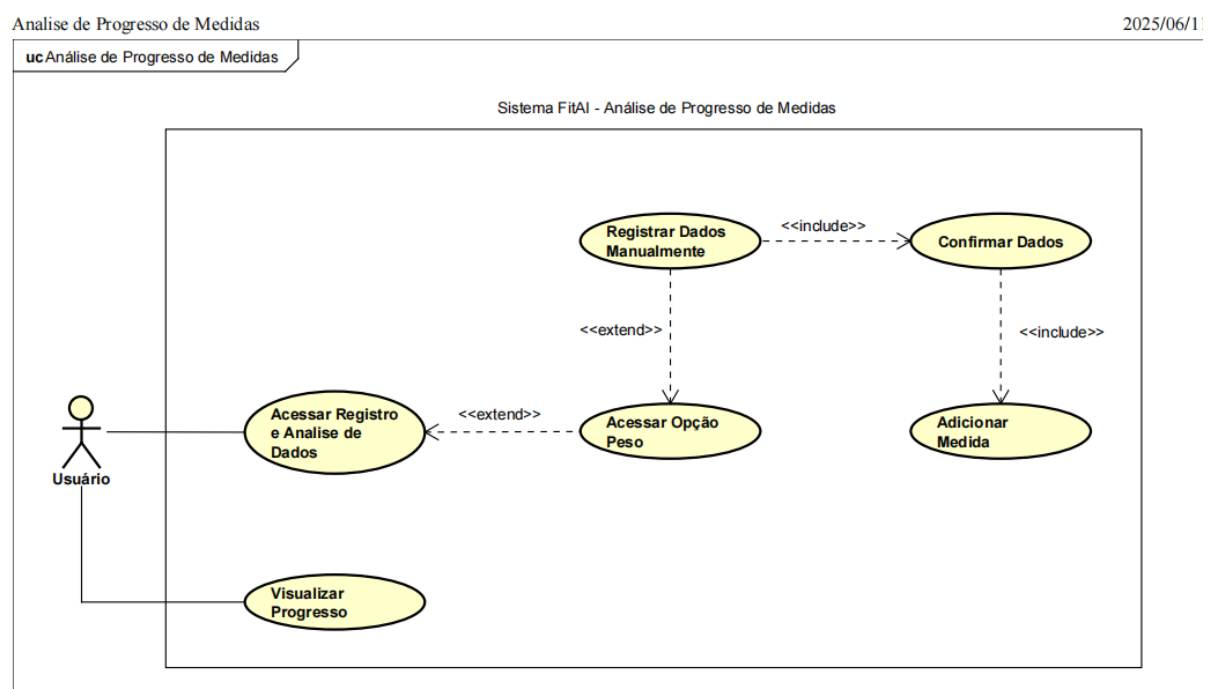 Analise de Progresso de Medidas
2025/06/11
uc Análise de Progresso de Medidas
Sistema FitAI - Análise de Progresso de Medidas
Registrar Dados
Manualmente
<<include>>
Confirmar Dados
<<extend>>
<<include>>
Acessar Registro
e Analise de
Dados
<<extend>>
Acessar Opção
Peso
Adicionar
Medida
Usuário
Visualizar
Progresso